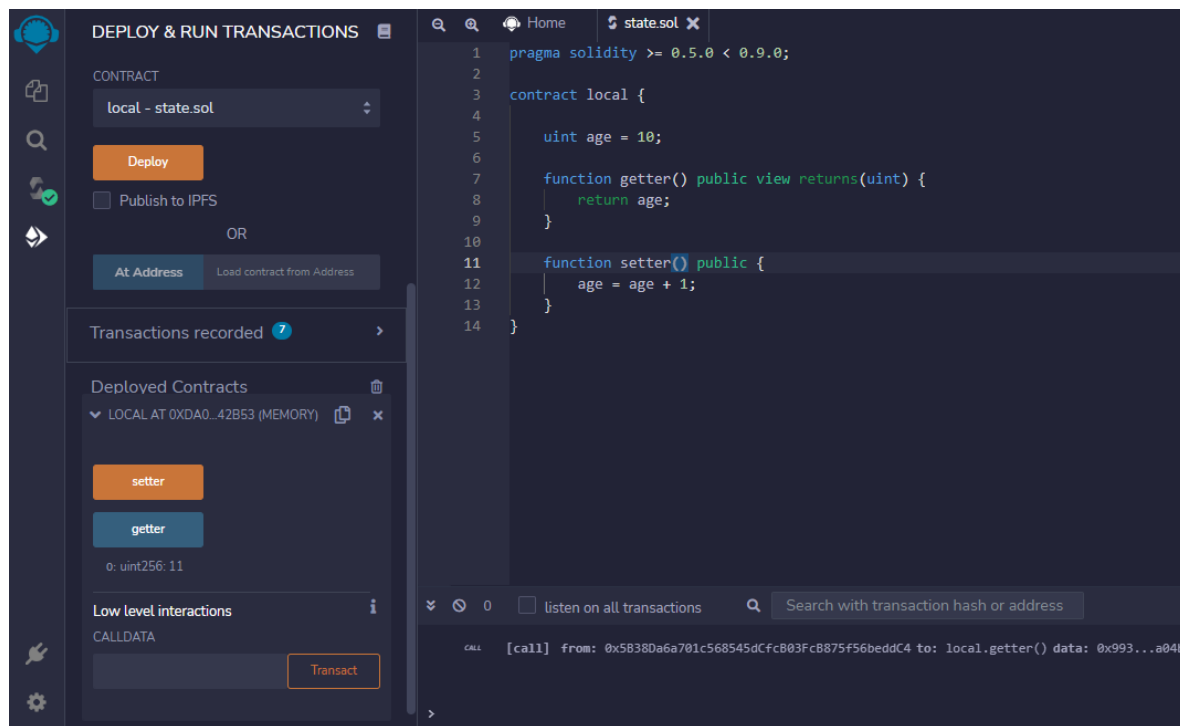 DEPLOY & RUN TRANSACTIONS
CONTRACT
local - state.sol
Deploy
Publish to IPFS
OR
At Address
Load contract from Address
Transactions recorded 7
Deployed Contracts
LOCAL AT 0XDA0...42B53 (MEMORY)
setter
getter
0: uint256: 11
Low level interactions
CALLDATA
Transact
Home
state.sol
1 pragma solidity >= 0.5.0 < 0.9.0;
2
3 contract local {
4
5 uint age = 10;
6
7 function getter() public view returns(uint) {
8 return age;
9 }
10
11 function setter() public {
12 age = age + 1;
13 }
14 }
0
listen on all transactions
Search with transaction hash or address
CALL [call] from: 0x5B38Da6a701c568545dCfcB03FcB875f56beddC4 to: local.getter() data: 0x993...a04
>